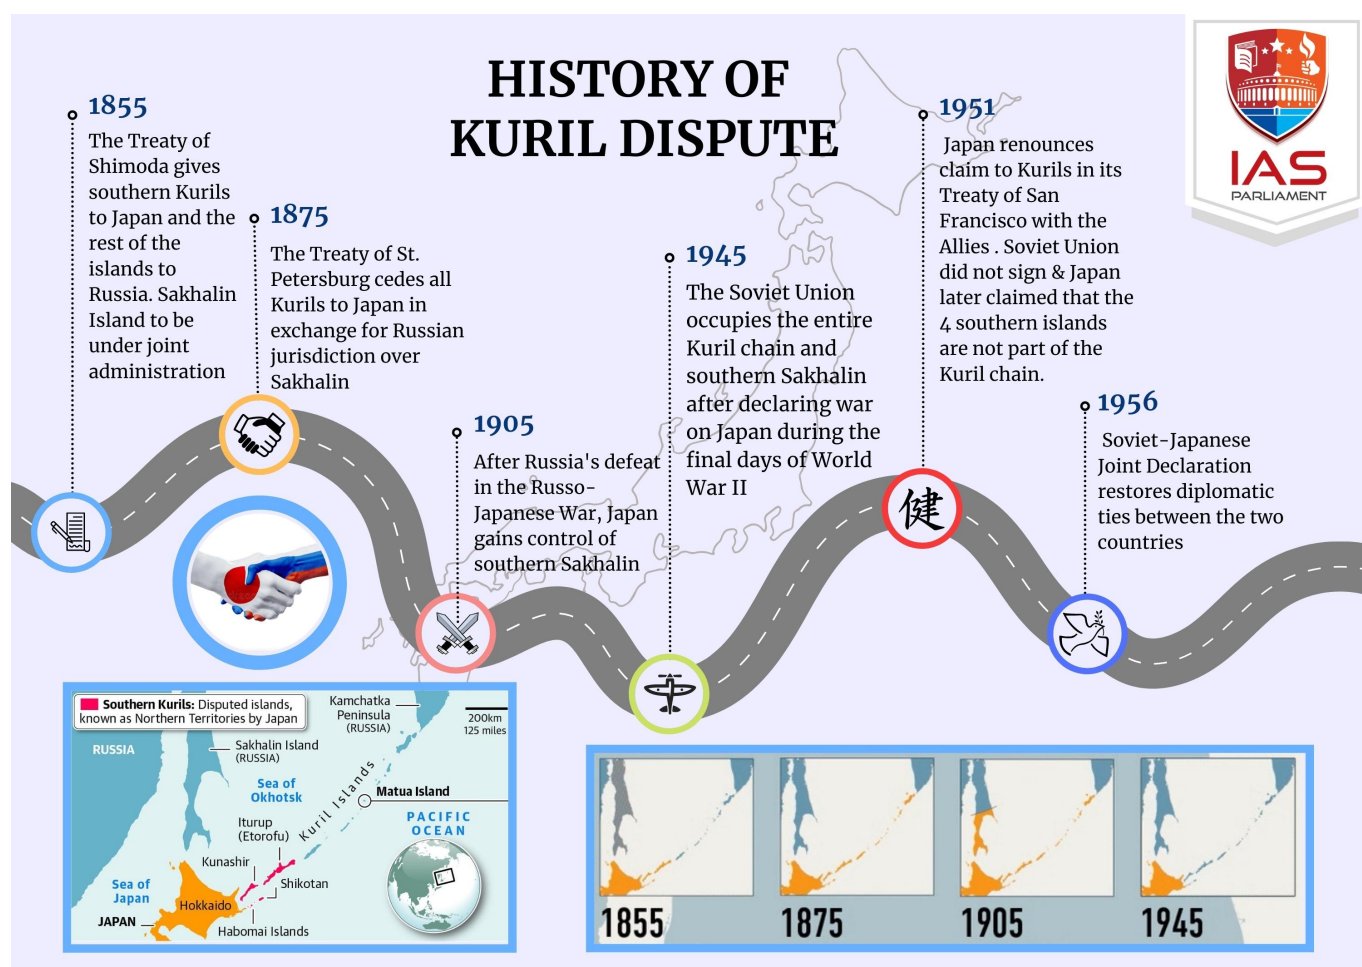 HISTORY OF
KURIL DISPUTE
IAS
PARLIAMENT
1855
The Treaty of
Shimoda gives
southern Kurils
to Japan and the
rest of the
islands to
Russia. Sakhalin
Island to be
under joint
administration
1875
The Treaty of St.
Petersburg cedes all
Kurils to Japan in
exchange for Russian
jurisdiction over
Sakhalin
1905
After Russia's defeat
in the Russo-
Japanese War, Japan
gains control of
southern Sakhalin
1945
The Soviet Union
occupies the entire
Kuril chain and
southern Sakhalin
after declaring war
on Japan during the
final days of World
War II
1951
Japan renounces
claim to Kurils in its
Treaty of San
Francisco with the
Allies . Soviet Union
did not sign & Japan
later claimed that the
4 southern islands
are not part of the
Kuril chain.
健
1956
Soviet-Japanese
Joint Declaration
restores diplomatic
ties between the two
countries
Southern Kurils: Disputed islands,
known as Northern Territories by Japan
Kamchatka
Peninsula
(RUSSIA)
200km
125 miles
RUSSIA
Sakhalin Island
(RUSSIA)
Sea of
Okhotsk
Kuril Islands
Matua Island
PACIFIC
OCEAN
Iturup
(Etorofu)
Kunashir
Shikotan
Sea of
Japan
Hokkaido
JAPAN
Habomai Islands
1855
1875
1905
1945